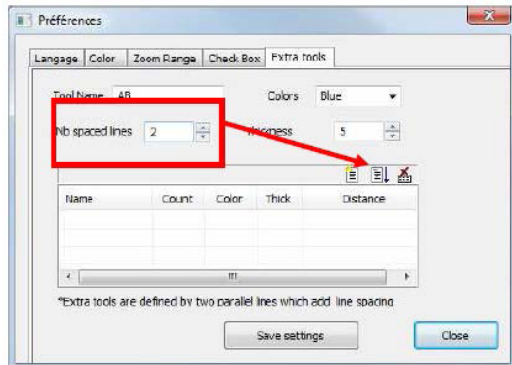 Préférences
Langage Color Zoom Range Check Box Extra tools
Tool Name AB Colors Blue
Nb spaced lines 2 Thickness 5
Name Count Color Thick Distance
*Extra tools are defined by two parallel lines which add line spacing
Save settings Close